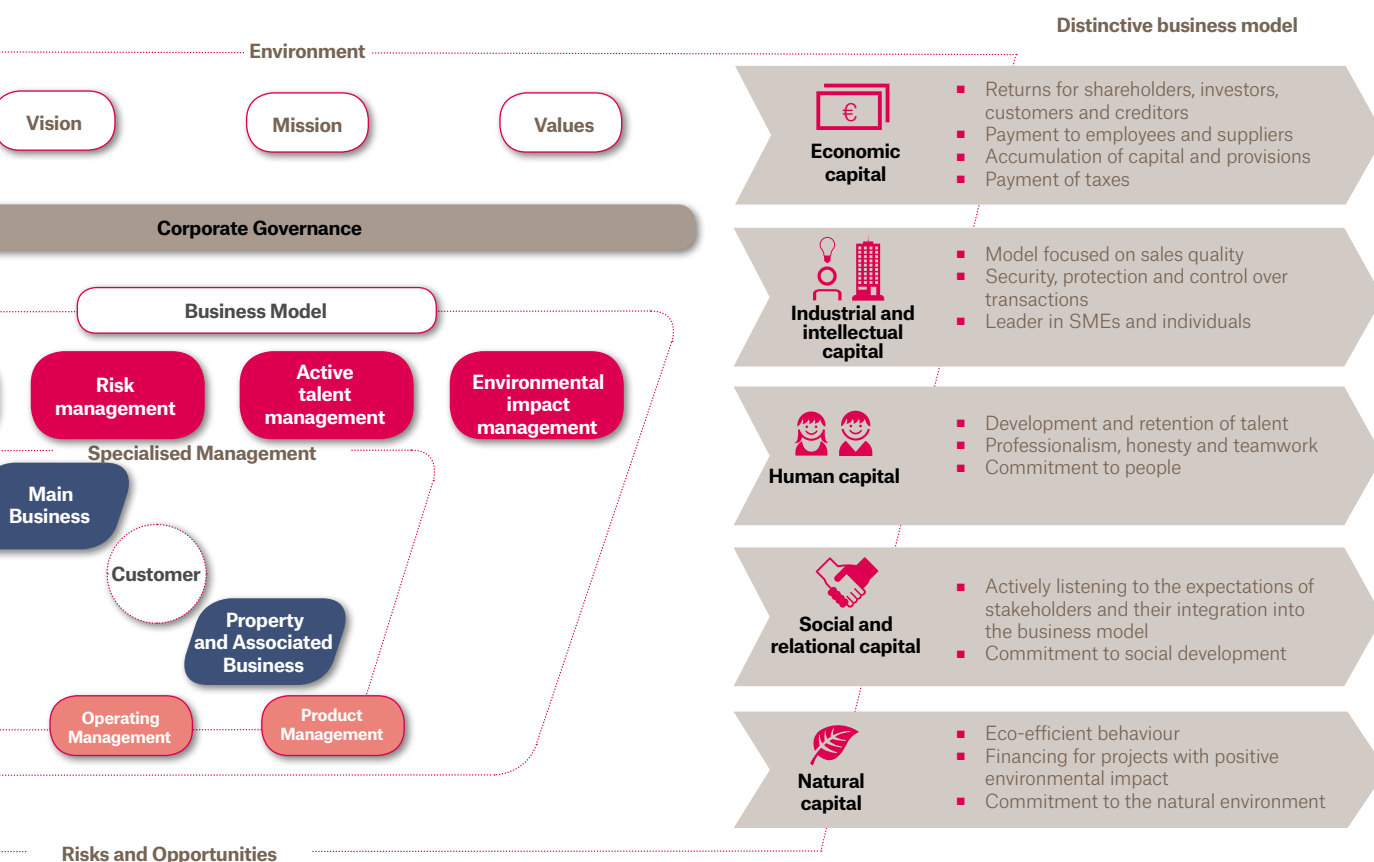 Distinctive business model
Environment
Vision
Mission
Values
Corporate Governance
Business Model
Risk
management
Active
talent
management
Environmental
impact
management
Specialised Management
Main
Business
Customer
Property
and Associated
Business
Operating
Management
Product
Management
Risks and Opportunities
€
Economic
capital
▪ Returns for shareholders, investors,
customers and creditors
▪ Payment to employees and suppliers
▪ Accumulation of capital and provisions
▪ Payment of taxes
Industrial and
intellectual
capital
▪ Model focused on sales quality
▪ Security, protection and control over
transactions
▪ Leader in SMEs and individuals
Human capital
▪ Development and retention of talent
▪ Professionalism, honesty and teamwork
▪ Commitment to people
Social and
relational capital
▪ Actively listening to the expectations of
stakeholders and their integration into
the business model
▪ Commitment to social development
Natural
capital
▪ Eco-efficient behaviour
▪ Financing for projects with positive
environmental impact
▪ Commitment to the natural environment